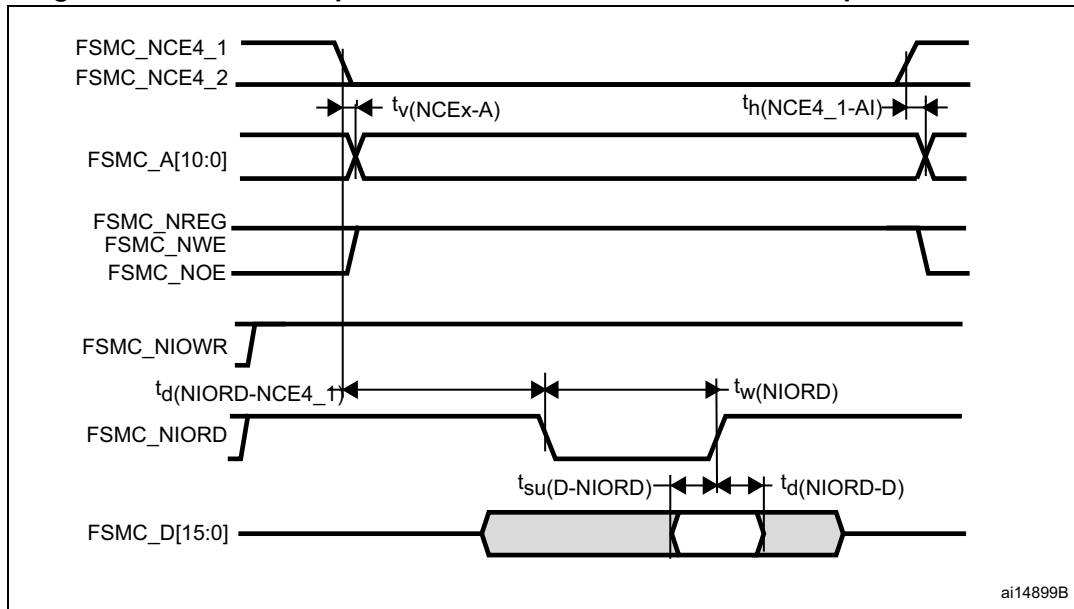 FSMC_NCE4_1
FSMC_NCE4_2
tv(NCEx-A)
th(NCE4_1-AI)
FSMC_A[10:0]
FSMC_NREG
FSMC_NWE
FSMC_NOE
FSMC_NIOWR
td(NIORD-NCE4_1)
tw(NIORD)
FSMC_NIORD
tsu(D-NIORD)
td(NIORD-D)
FSMC_D[15:0]
ai14899B